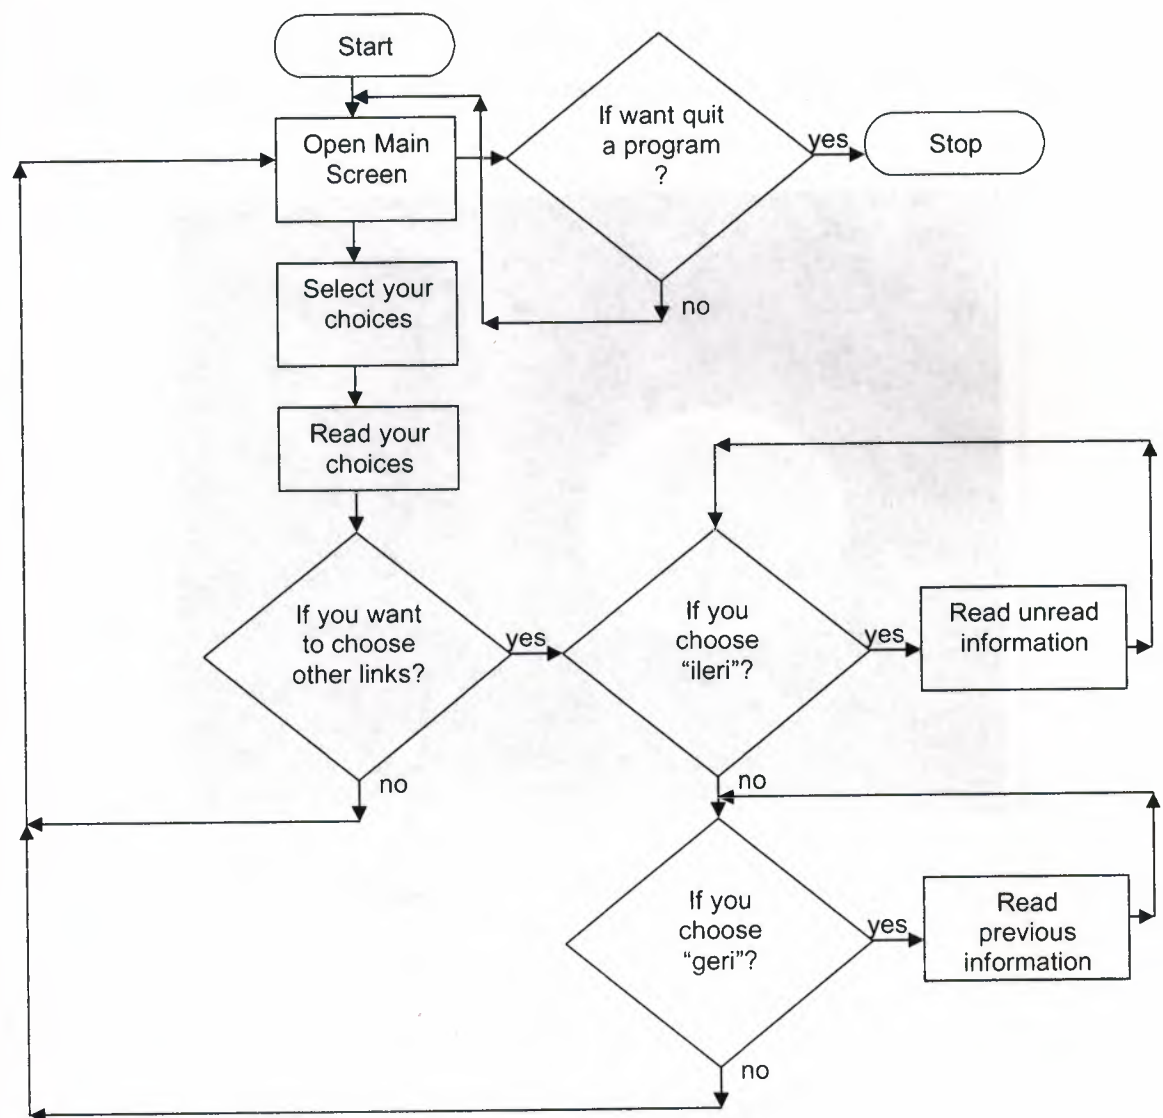 Start
If want quit
a program
?
yes
Stop
Open Main
Screen
no
Select your
choices
Read your
choices
If you want
to choose
other links?
yes
If you
choose
“ileri”?
yes
Read unread
information
no
no
If you
choose
“geri”?
yes
Read
previous
information
no